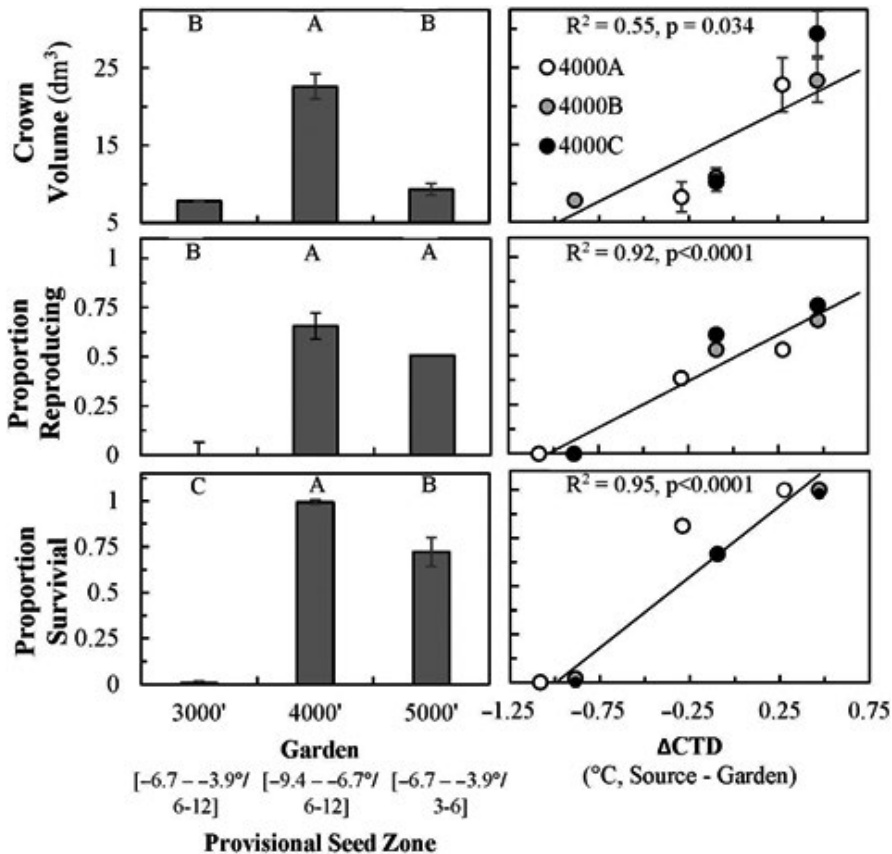 Crown
Volume (dm³)
25
15
5
B A B
R² = 0.55, p = 0.034
4000A
4000B
4000C
Proportion
Reproducing
1
0.75
0.5
0.25
0
B A A
R² = 0.92, p<0.0001
Proportion
Survivial
1
0.75
0.5
0.25
0
C A B
R² = 0.95, p<0.0001
3000' 4000' 5000'
Garden
[–6.7 – –3.9°/ [–9.4 – –6.7°/ [–6.7 – –3.9°/
6-12] 6-12] 3-6]
Provisional Seed Zone
–1.25 –0.75 –0.25 0.25 0.75
ΔCTD
(°C, Source - Garden)